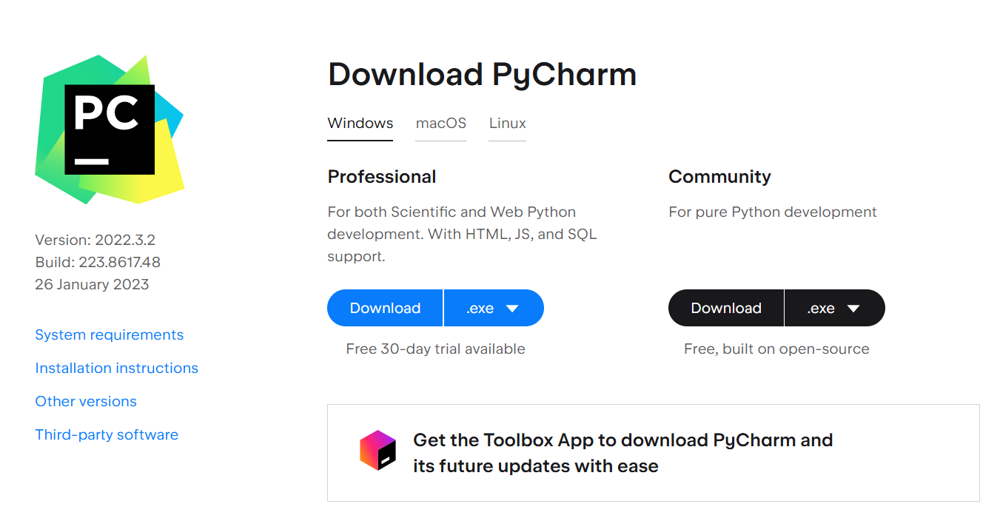 PC
Version: 2022.3.2
Build: 223.8617.48
26 January 2023
System requirements
Installation instructions
Other versions
Third-party software
Download PyCharm
Windows macOS Linux
Professional
For both Scientific and Web Python
development. With HTML, JS, and SQL
support.
Download .exe
Free 30-day trial available
Community
For pure Python development
Download .exe
Free, built on open-source
Get the Toolbox App to download PyCharm and
its future updates with ease